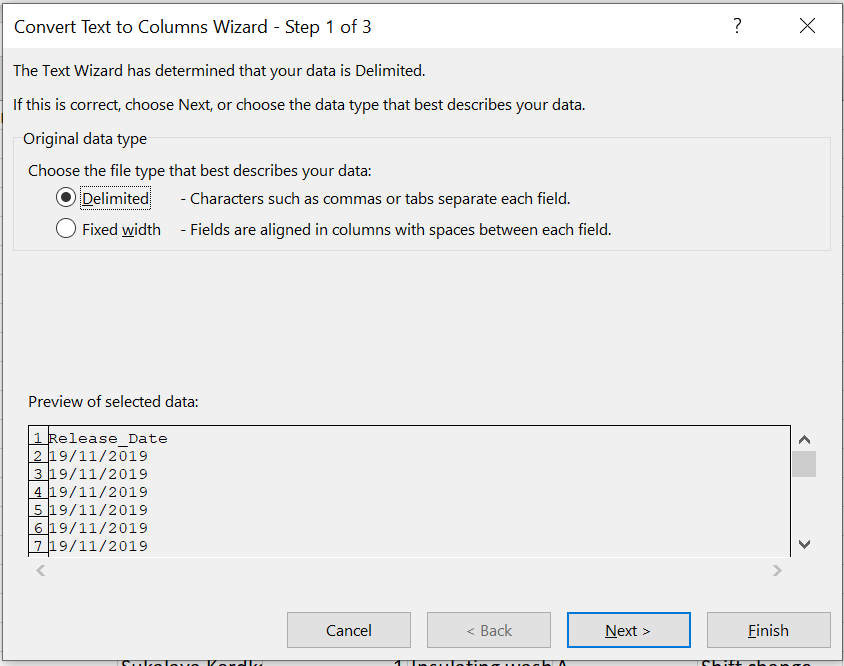 Convert Text to Columns Wizard - Step 1 of 3 ?
The Text Wizard has determined that your data is Delimited.
If this is correct, choose Next, or choose the data type that best describes your data.
Original data type
Choose the file type that best describes your data:
Delimited - Characters such as commas or tabs separate each field.
Fixed width - Fields are aligned in columns with spaces between each field.
Preview of selected data:
1 Release_Date
2 19/11/2019
3 19/11/2019
4 19/11/2019
5 19/11/2019
6 19/11/2019
7 19/11/2019
Cancel < Back Next > Finish
1 Insulating Shift change